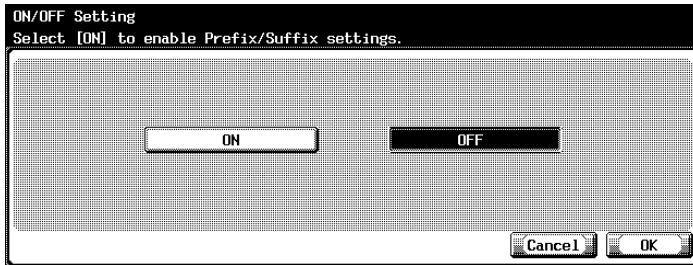 ON/OFF Setting
Select [ON] to enable Prefix/Suffix settings.
ON OFF
Cancel OK